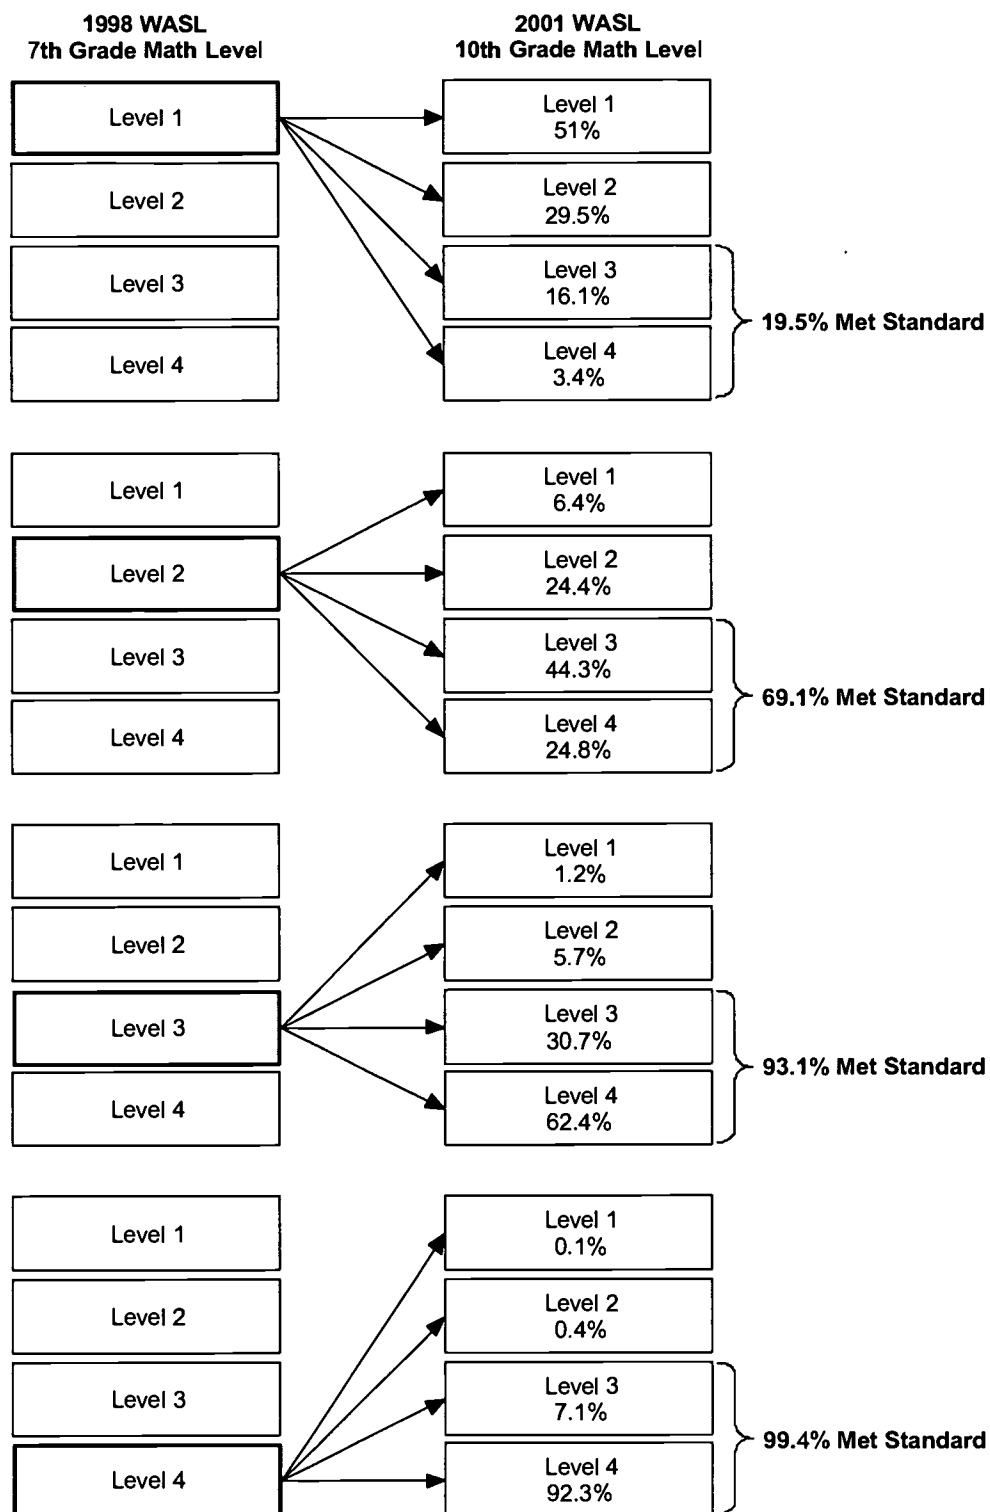 1998 WASL
7th Grade Math Level
2001 WASL
10th Grade Math Level
Level 1
Level 2
Level 3
Level 4
Level 1
51%
Level 2
29.5%
Level 3
16.1%
Level 4
3.4%
19.5% Met Standard
Level 1
Level 2
Level 3
Level 4
Level 1
6.4%
Level 2
24.4%
Level 3
44.3%
Level 4
24.8%
69.1% Met Standard
Level 1
Level 2
Level 3
Level 4
Level 1
1.2%
Level 2
5.7%
Level 3
30.7%
Level 4
62.4%
93.1% Met Standard
Level 1
Level 2
Level 3
Level 4
Level 1
0.1%
Level 2
0.4%
Level 3
7.1%
Level 4
92.3%
99.4% Met Standard